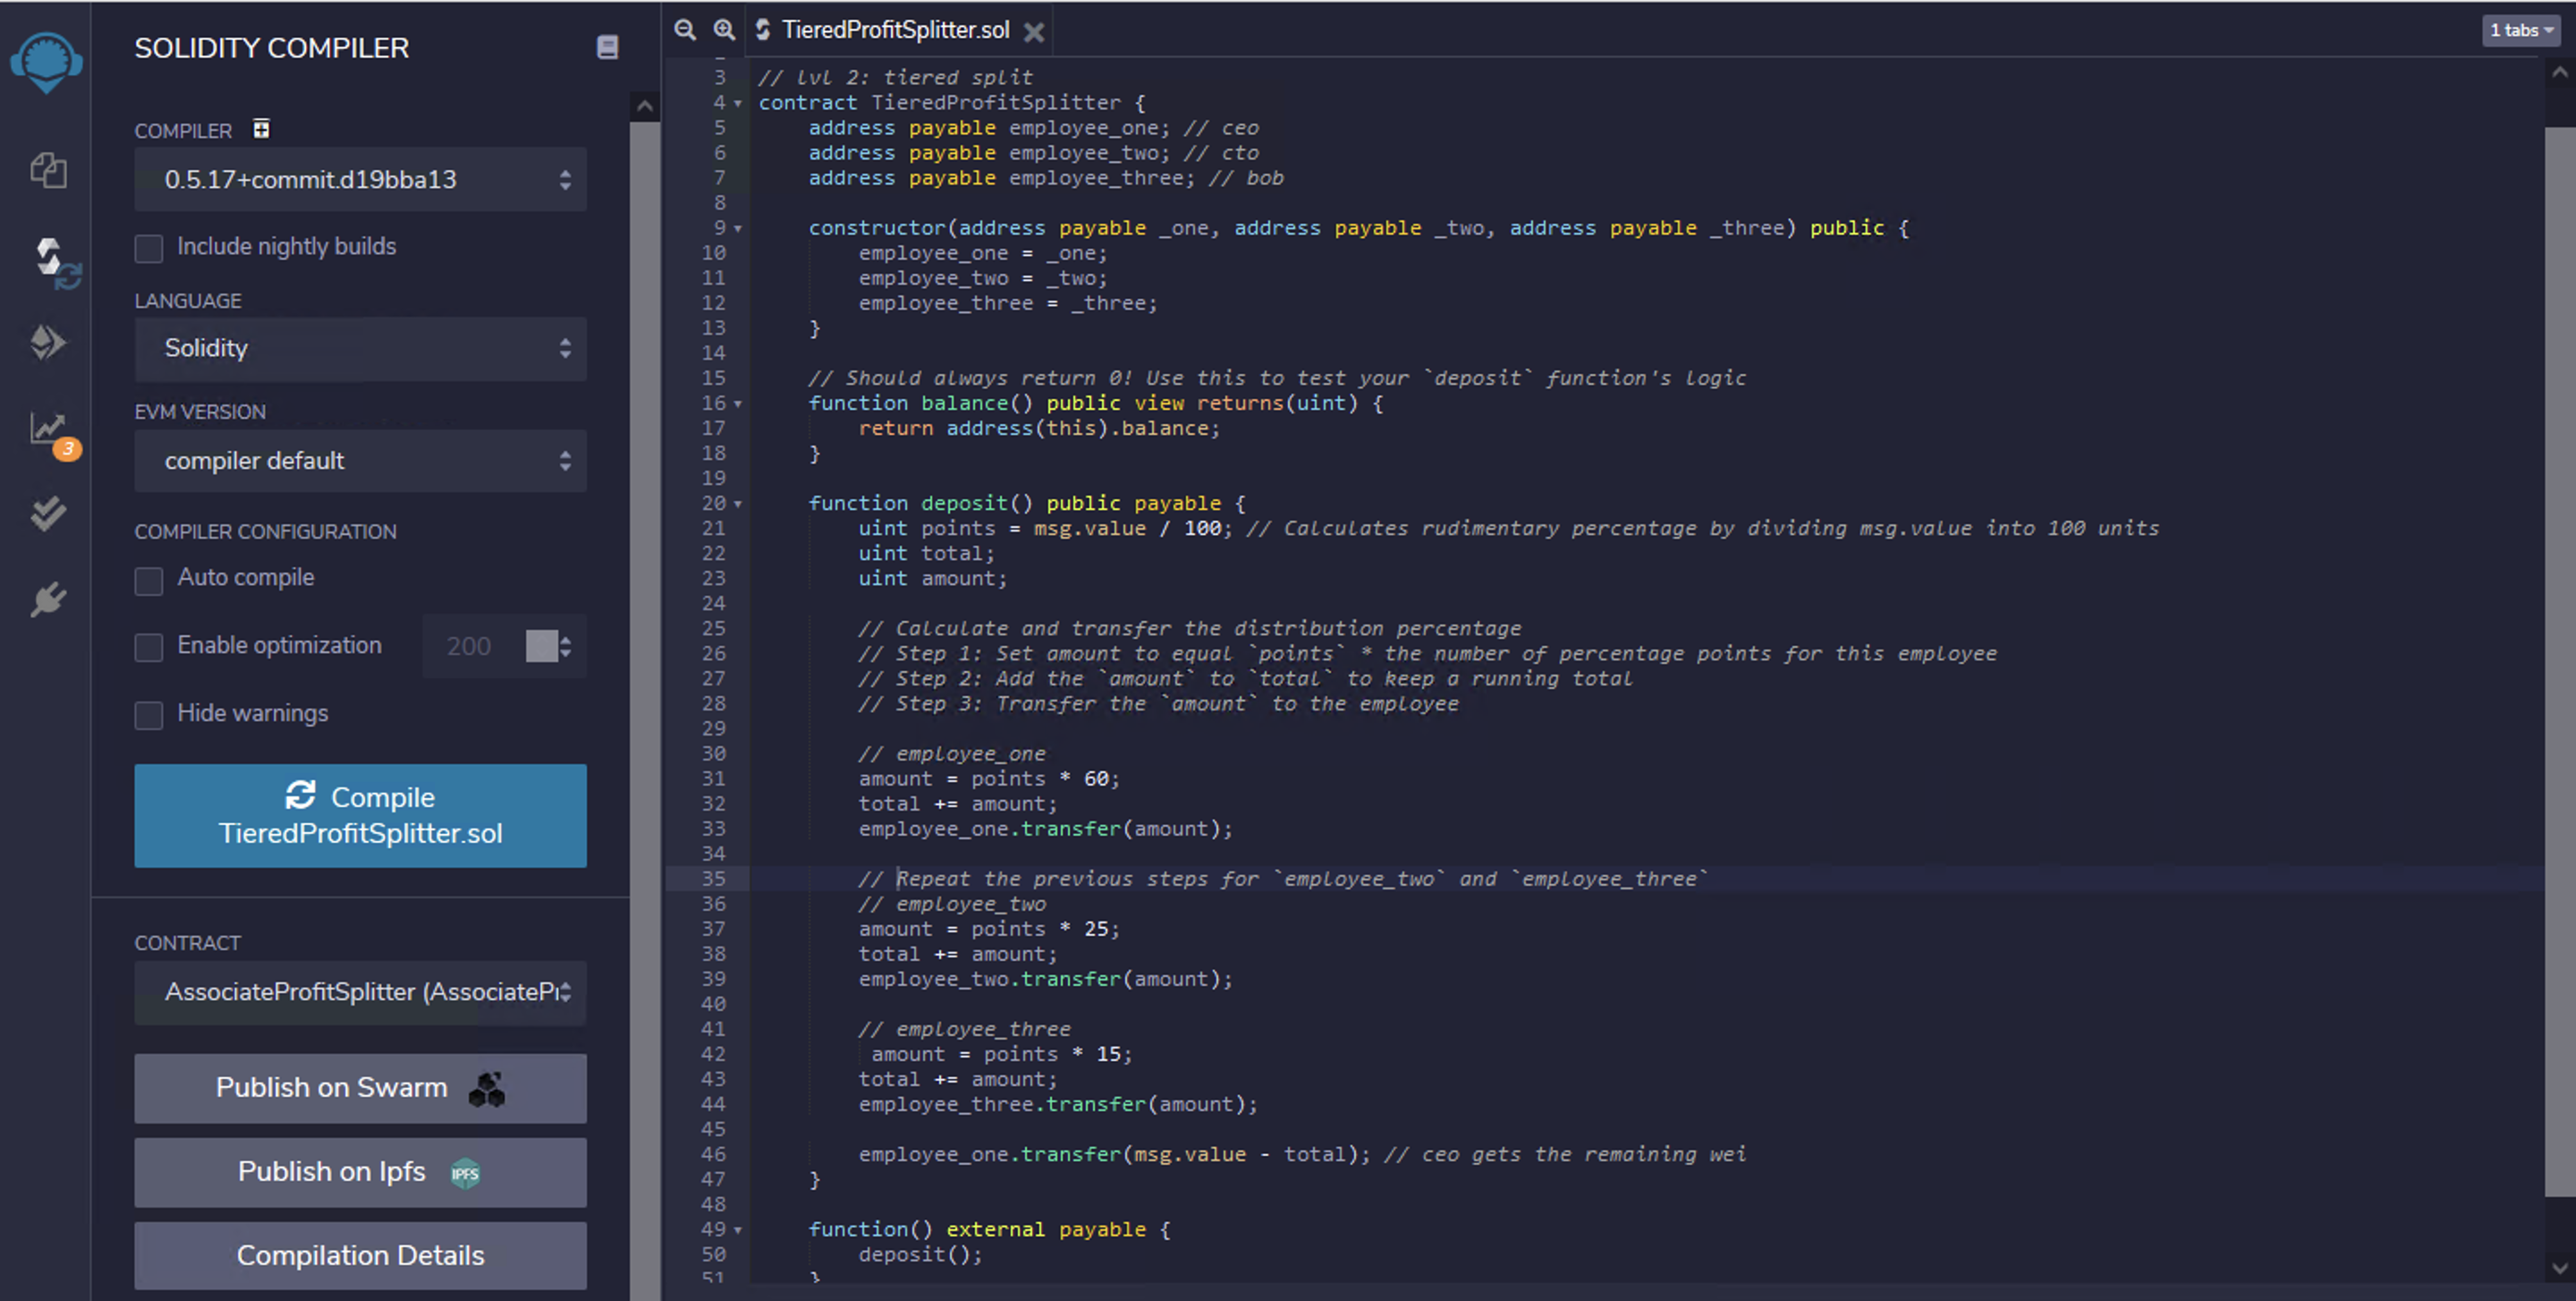 SOLIDITY COMPILER
COMPILER
0.5.17+commit.d19bba13
Include nightly builds
LANGUAGE
Solidity
EVM VERSION
compiler default
3
COMPILER CONFIGURATION
Auto compile
Enable optimization
200
Hide warnings
Compile
TieredProfitSplitter.sol
CONTRACT
AssociateProfitSplitter (AssociatePr
Publish on Swarm
Publish on Ipfs
IPFS
Compilation Details
TieredProfitSplitter.sol
1 tabs
3 // lvl 2: tiered split
4 contract TieredProfitSplitter {
5 address payable employee_one; // ceo
6 address payable employee_two; // cto
7 address payable employee_three; // bob
8
9 constructor(address payable _one, address payable _two, address payable _three) public {
10 employee_one = _one;
11 employee_two = _two;
12 employee_three = _three;
13 }
14
15 // Should always return 0! Use this to test your `deposit` function's logic
16 function balance() public view returns(uint) {
17 return address(this).balance;
18 }
19
20 function deposit() public payable {
21 uint points = msg.value / 100; // Calculates rudimentary percentage by dividing msg.value into 100 units
22 uint total;
23 uint amount;
24
25 // Calculate and transfer the distribution percentage
26 // Step 1: Set amount to equal `points` * the number of percentage points for this employee
27 // Step 2: Add the `amount` to `total` to keep a running total
28 // Step 3: Transfer the `amount` to the employee
29
30 // employee_one
31 amount = points * 60;
32 total += amount;
33 employee_one.transfer(amount);
34
35 // Repeat the previous steps for `employee_two` and `employee_three`
36 // employee_two
37 amount = points * 25;
38 total += amount;
39 employee_two.transfer(amount);
40
41 // employee_three
42 amount = points * 15;
43 total += amount;
44 employee_three.transfer(amount);
45
46 employee_one.transfer(msg.value - total); // ceo gets the remaining wei
47 }
48
49 function() external payable {
50 deposit();
51 }